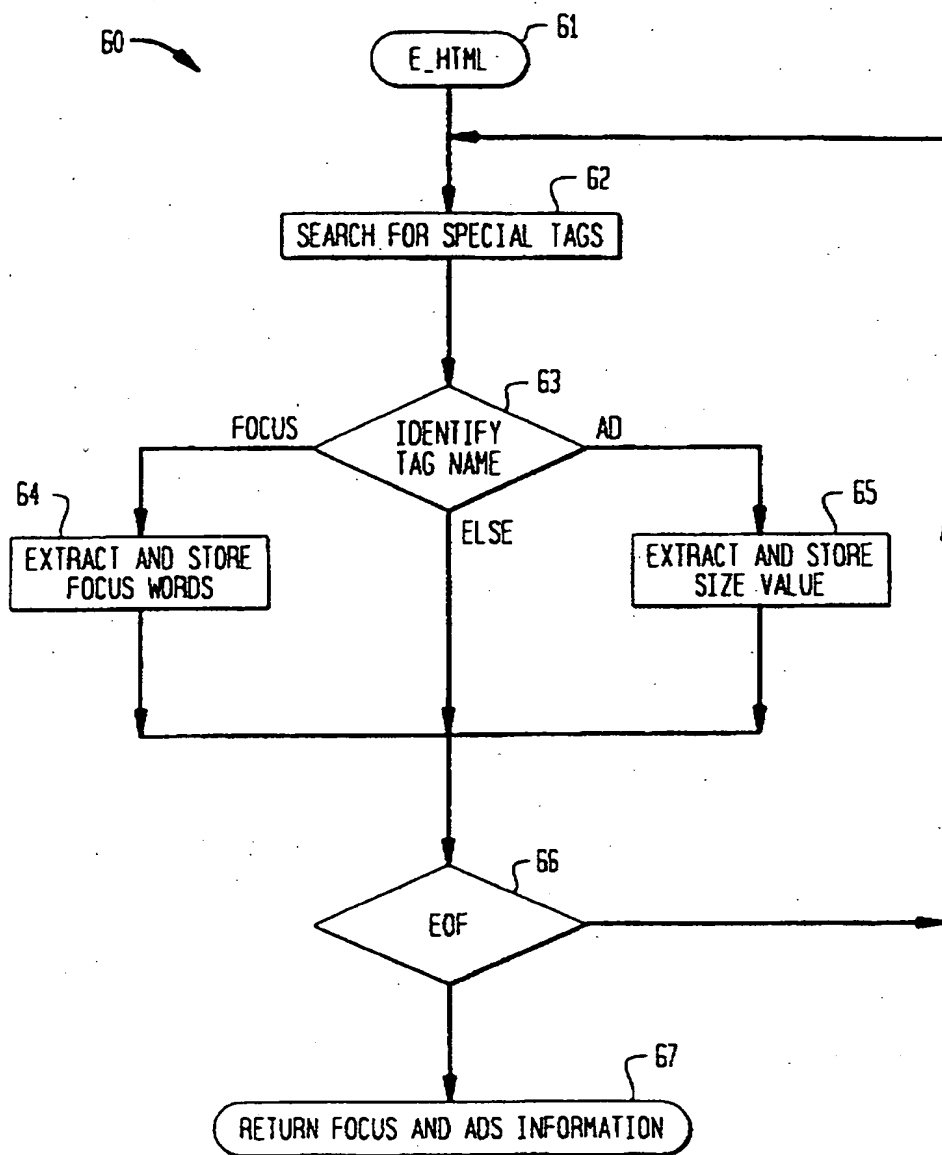 60
61
E_HTML
62
SEARCH FOR SPECIAL TAGS
63
FOCUS
IDENTIFY
TAG NAME
AD
64
ELSE
65
EXTRACT AND STORE
FOCUS WORDS
EXTRACT AND STORE
SIZE VALUE
66
EOF
67
RETURN FOCUS AND ADS INFORMATION